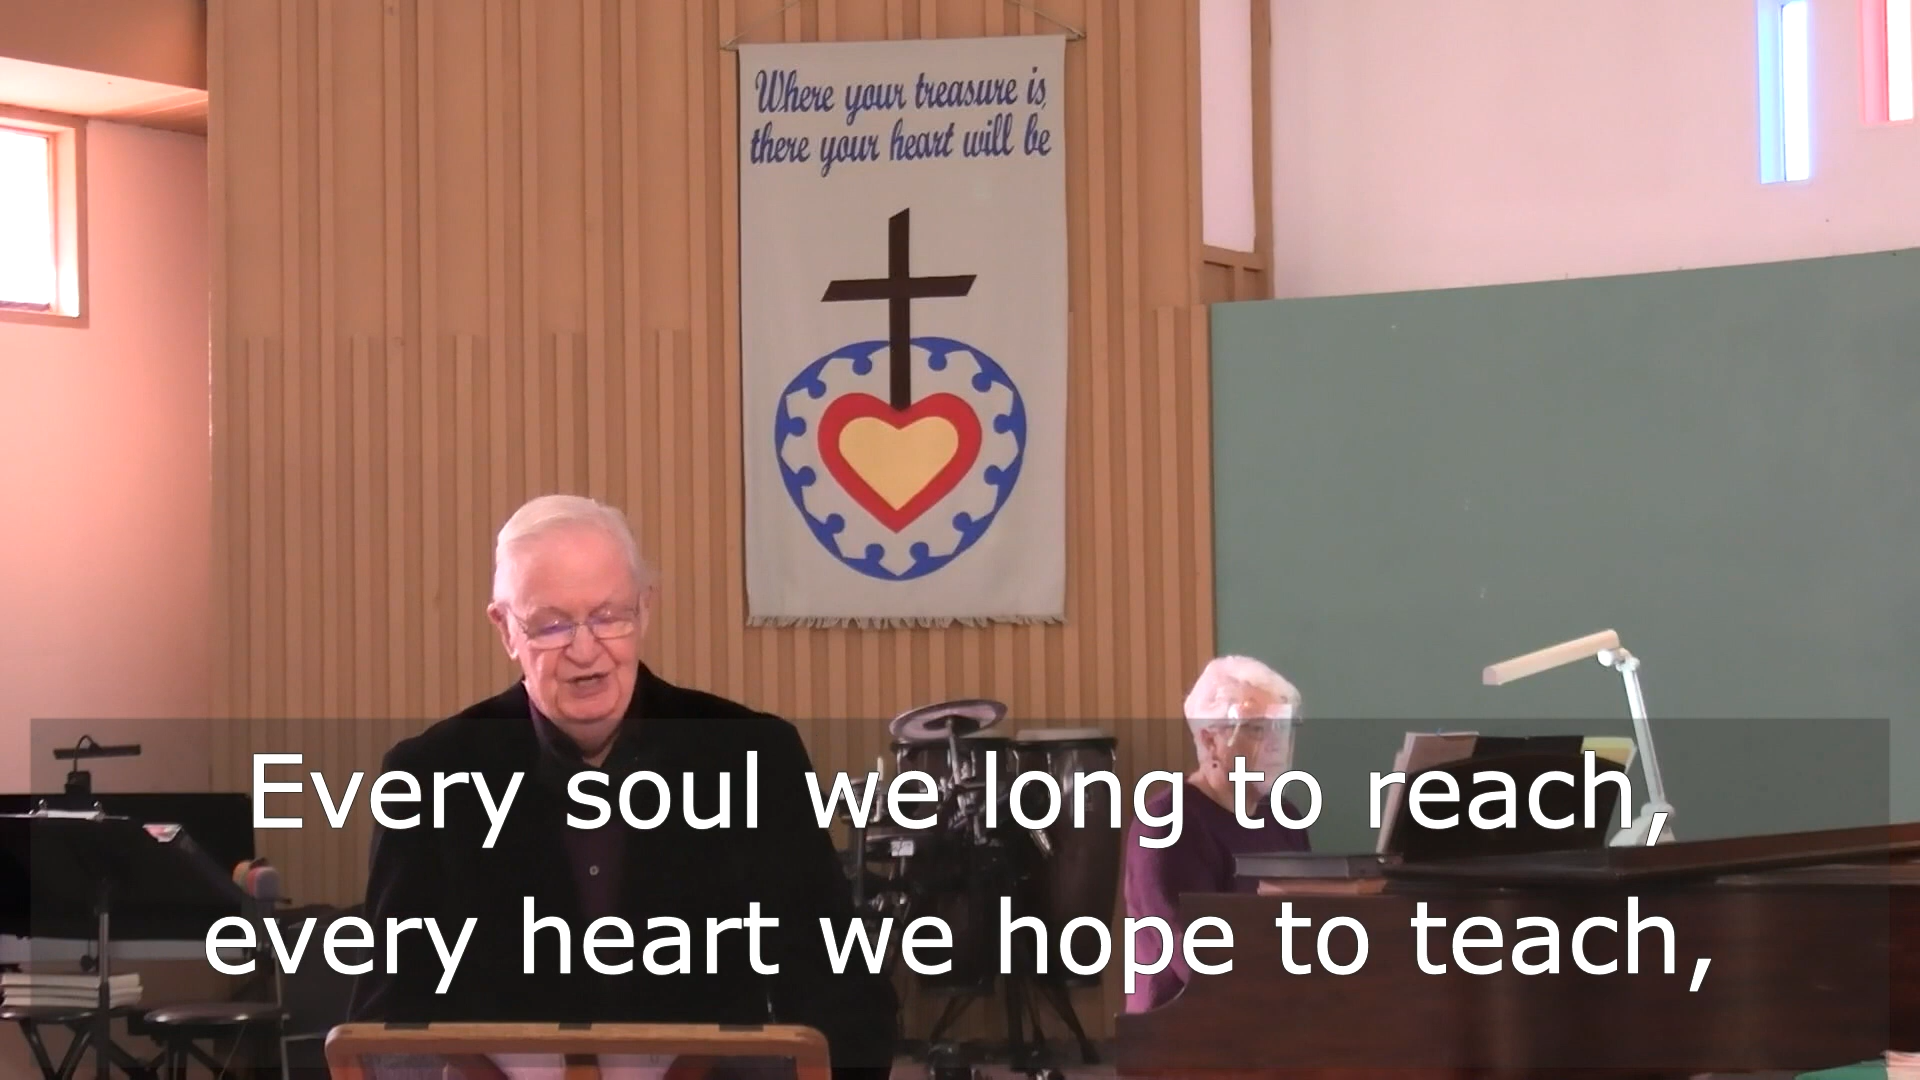 Where your treasure is,
there your heart will be
Every soul we long to reach,
every heart we hope to teach,